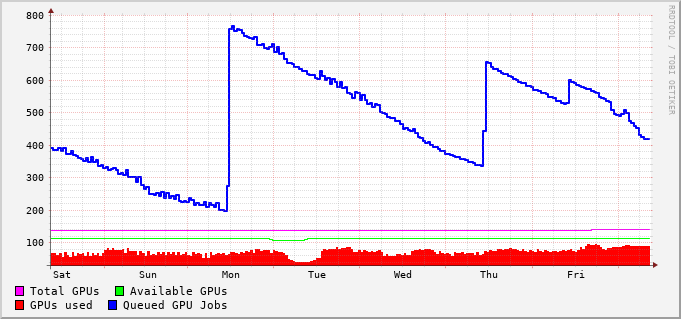 800
700
600
500
400
300
200
100
Sat Sun Mon Tue Wed Thu Fri
Total GPUs Available GPUs
GPUs used Queued GPU Jobs
RRDTOOL / TOBI OETIKER